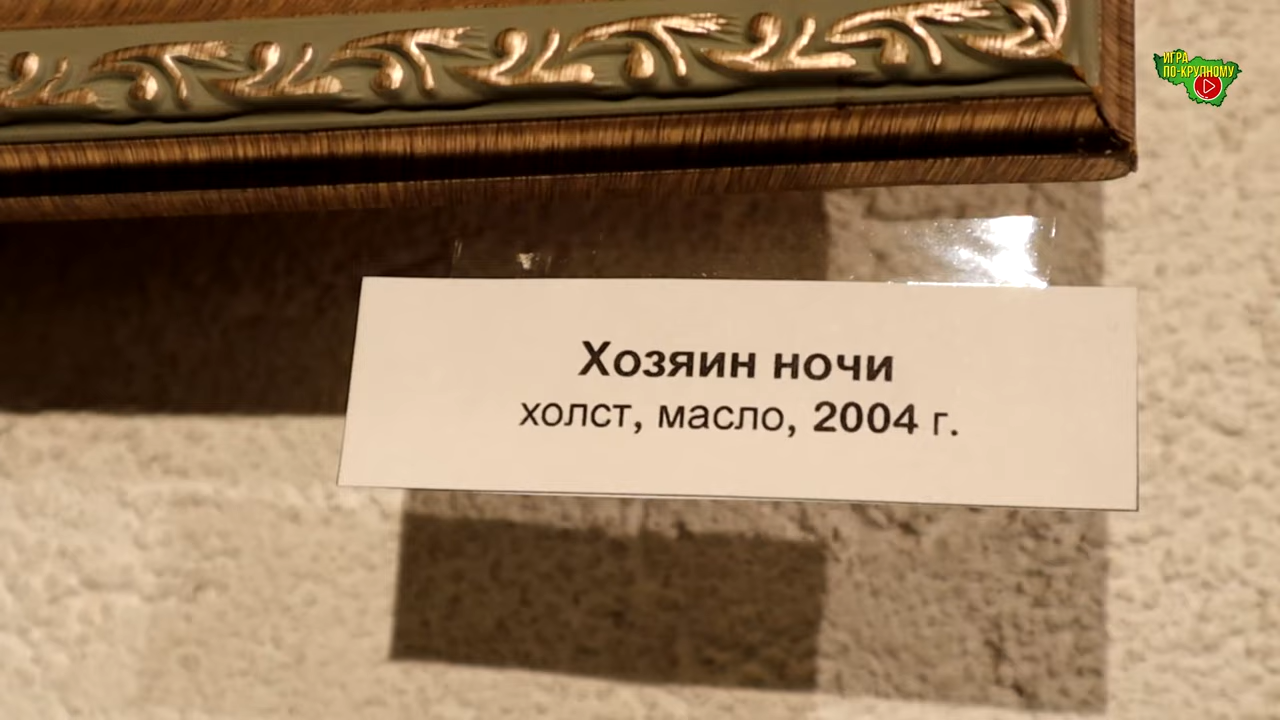 ИГРА
ПО-КРУПНОМУ
Хозяин ночи
холст, масло, 2004 г.